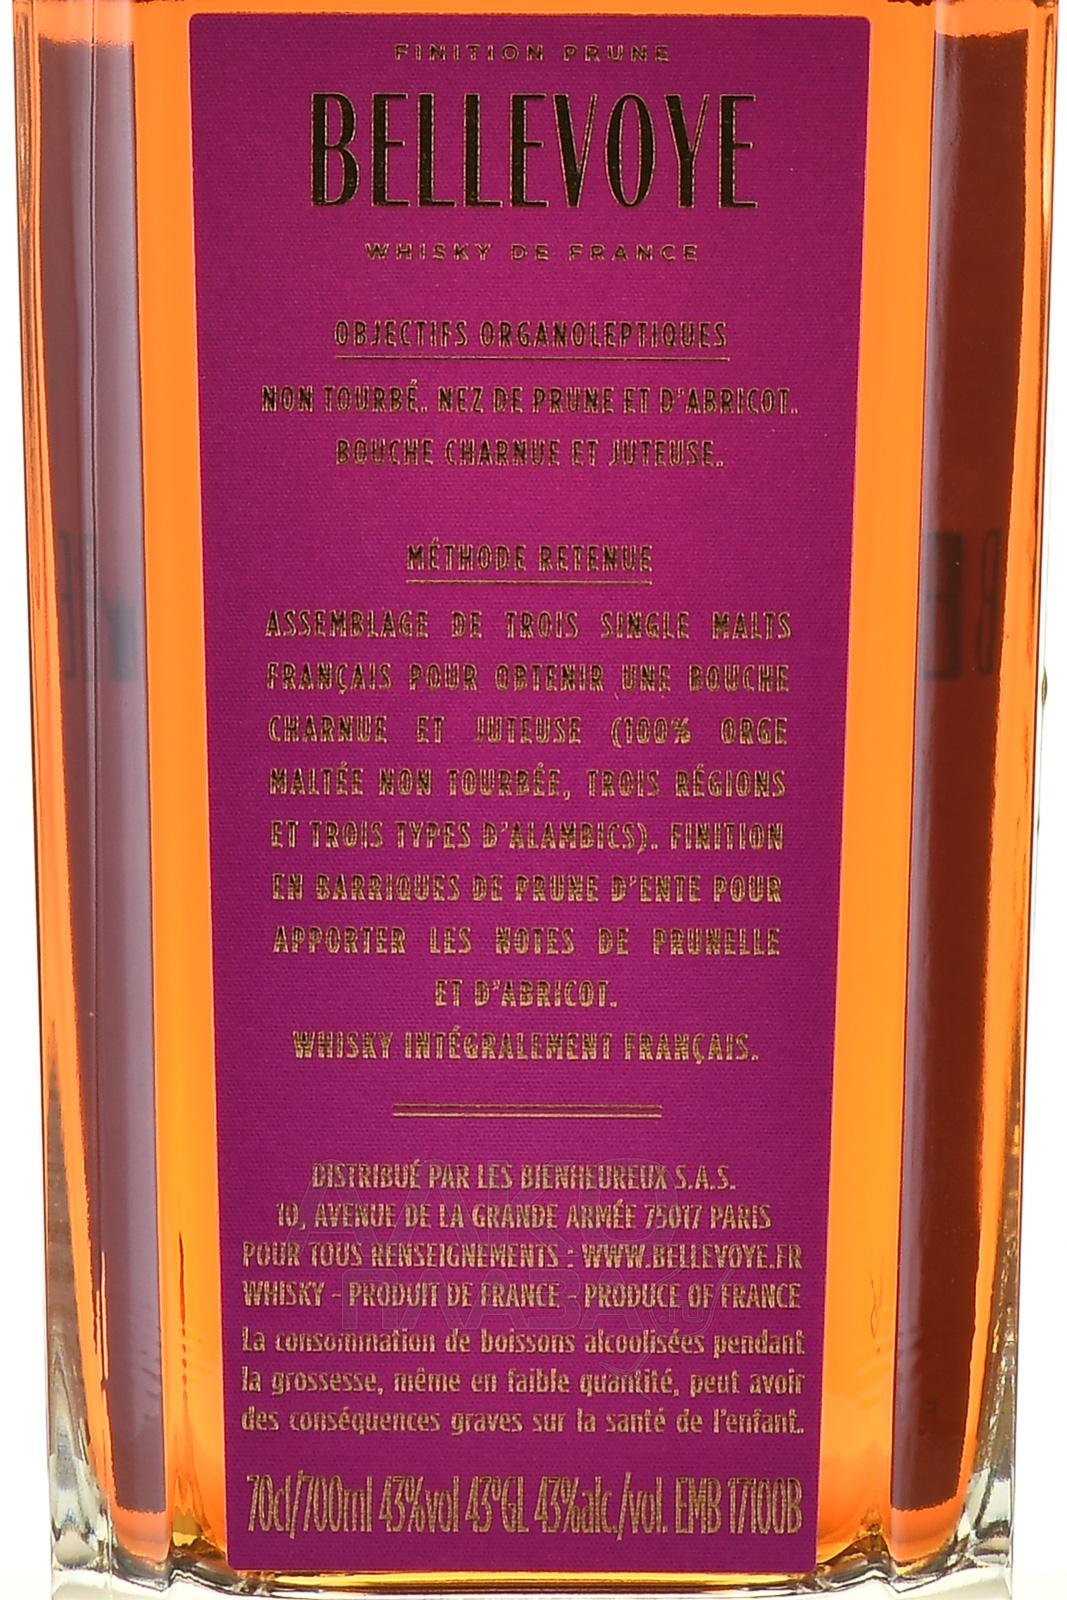 FINITION PRUNE
BELLEVOYE
WHISKY DE FRANCE
OBJECTIFS ORGANOLEPTIQUES
NON TOURBÉ. NEZ DE PRUNE ET D'ABRICOT.
BOUCHE CHARNUE ET JUTEUSE.
MÉTHODE RETENUE
ASSEMBLAGE DE TROIS SINGLE MALTS
FRANÇAIS POUR OBTENIR UNE BOUCHE
CHARNUE ET JUTEUSE (100% ORGE
MALTÉE NON TOURBÉE, TROIS RÉGIONS
ET TROIS TYPES D'ALAMBICS). FINITION
EN BARRIQUES DE PRUNE D'ENTE POUR
APPORTER LES NOTES DE PRUNELLE
ET D'ABRICOT.
WHISKY INTÉGRALEMENT FRANÇAIS.
DISTRIBUÉ PAR LES BIENHEUREUX S.A.S.
10, AVENUE DE LA GRANDE ARMÉE 75017 PARIS
POUR TOUS RENSEIGNEMENTS : WWW.BELLEVOYE.FR
WHISKY - PRODUIT DE FRANCE - PRODUCE OF FRANCE
La consommation de boissons alcoolisées pendant
la grossesse, même en faible quantité, peut avoir
des conséquences graves sur la santé de l'enfant.
70cl/700ml 43%vol 43°GL 43%alc./vol. EMB 17100B